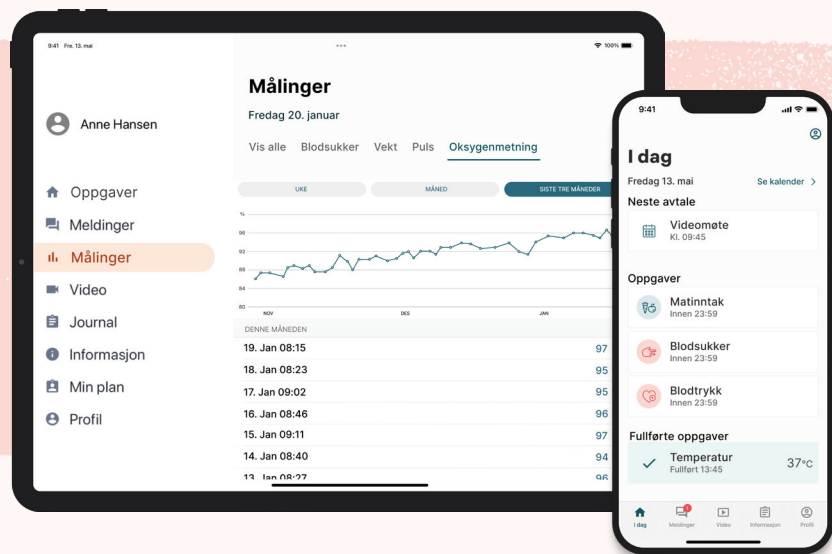 9:41 Fre. 13. mai
100%
Anne Hansen
Oppgaver
Meldinger
Målinger
Video
Journal
Informasjon
Min plan
Profil
Målinger
Fredag 20. januar
Vis alle Blodsukker Vekt Puls Oksygenmetning
UKE MÅNED SISTE TRE MÅNEDER
%
96
92
88
84
80
NOV DES JAN
DENNE MÅNEDEN
19. Jan 08:15 97
18. Jan 08:23 95
17. Jan 09:02 95
16. Jan 08:46 96
15. Jan 09:11 97
14. Jan 08:40 94
13. Jan 08:27 96
9:41
I dag
Fredag 13. mai Se kalender
Neste avtale
Videomøte
Kl. 09:45
Oppgaver
Matinntak
Innen 23:59
Blodsukker
Innen 23:59
Blodtrykk
Innen 23:59
Fullførte oppgaver
Temperatur
Fullført 13:45
37°C
1
I dag Meldinger Video Informasjon Profil